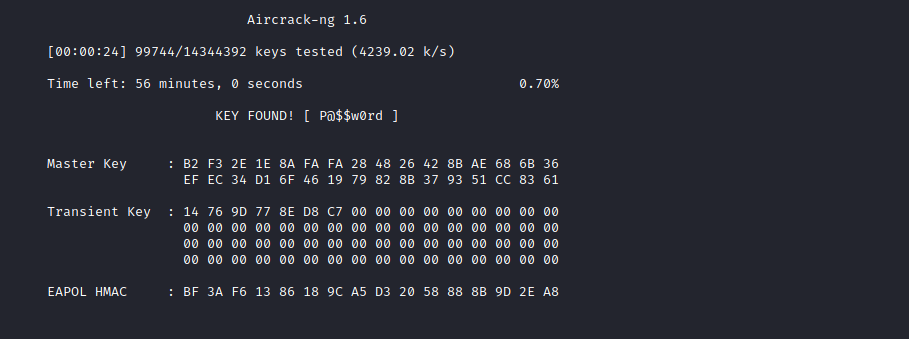 Aircrack-ng 1.6
[00:00:24] 99744/14344392 keys tested (4239.02 k/s)
Time left: 56 minutes, 0 seconds 0.70%
KEY FOUND! [ P@$$w0rd ]
Master Key : B2 F3 2E 1E 8A FA FA 28 48 26 42 8B AE 68 6B 36
EF EC 34 D1 6F 46 19 79 82 8B 37 93 51 CC 83 61
Transient Key : 14 76 9D 77 8E D8 C7 00 00 00 00 00 00 00 00 00
00 00 00 00 00 00 00 00 00 00 00 00 00 00 00 00
00 00 00 00 00 00 00 00 00 00 00 00 00 00 00 00
00 00 00 00 00 00 00 00 00 00 00 00 00 00 00 00
EAPOL HMAC : BF 3A F6 13 86 18 9C A5 D3 20 58 88 8B 9D 2E A8